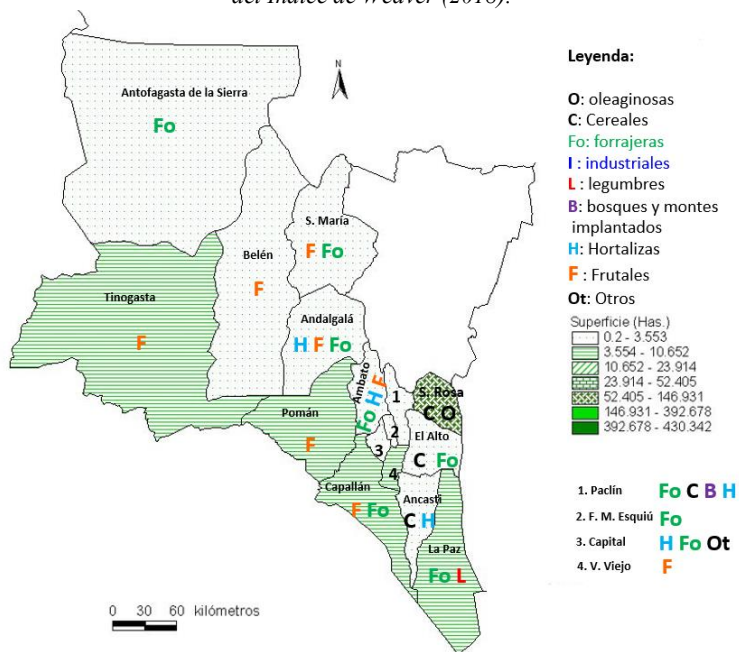 del Índice de Weaver (2018).
Leyenda:
O: oleaginosas
C: Cereales
Fo: forrajeras
I : industriales
L : legumbres
B: bosques y montes
implantados
H: Hortalizas
F : Frutales
Ot: Otros
Superficie (Has.)
0.2 - 3.553
3.554 - 10.652
10.652 - 23.914
23.914 - 52.405
52.405 - 146.931
146.931 - 392.678
392.678 - 430.342
N
Antofagasta de la Sierra
Fo
S. María
F Fo
Belén
F
Tinogasta
F
Andalgalá
H F Fo
Ambato
Fo H F
1
S. Rosa
C O
2
El Alto
C Fo
Pomán
F
3
4
Capallán
F Fo
Ancasti
C H
La Paz
Fo L
1. Paclín Fo C B H
2. F. M. Esquiú Fo
3. Capital H Fo Ot
4. V. Viejo F
0 30 60 kilómetros